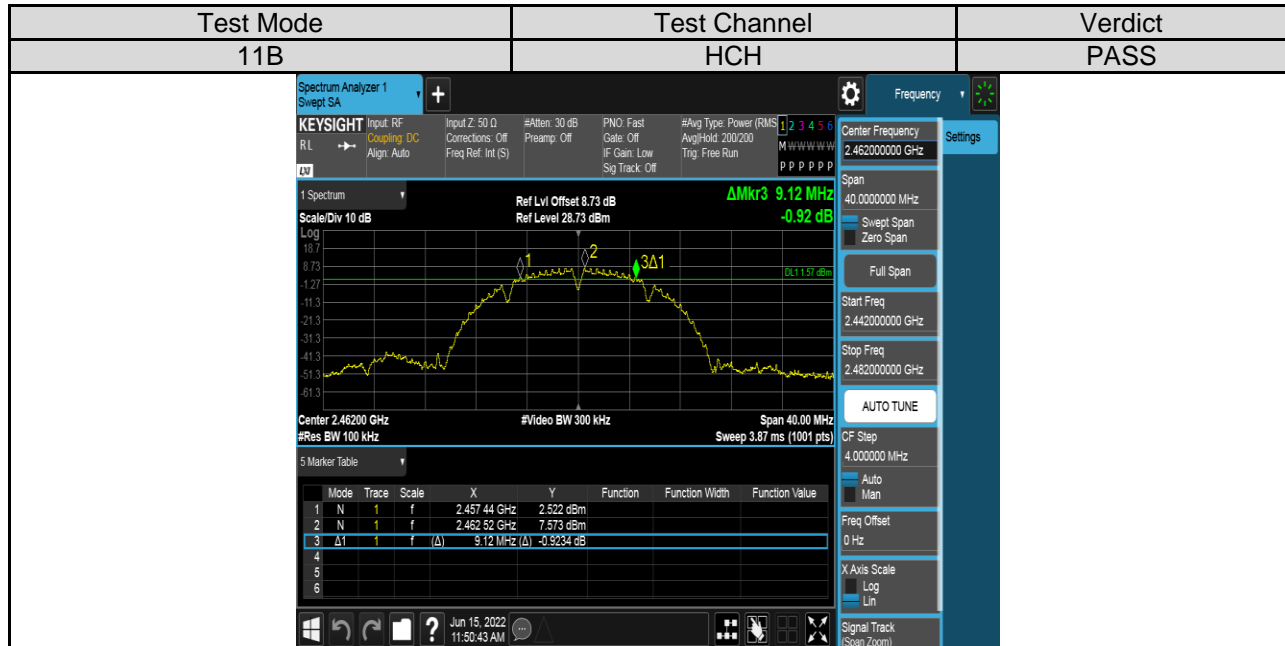 Test Mode Test Channel Verdict
11B HCH PASS
Spectrum Analyzer 1
Swept SA
+
Frequency
KEYSIGHT Input: RF Input Z: 50 Ω #Atten: 30 dB PNO: Fast #Avg Type: Power (RMS 1 2 3 4 5 6
Coupling: DC Corrections: Off Preamp: Off Gate: Off Avg|Hold: 200/200 M W W W W W
RL Align: Auto Freq Ref: Int (S) IF Gain: Low Trig: Free Run
Sig Track: Off P P P P P P
LXI
1 Spectrum
Ref Lvl Offset 8.73 dB ΔMkr3 9.12 MHz
Scale/Div 10 dB Ref Level 28.73 dBm -0.92 dB
Log
18.7
8.73
-1.27
-11.3
-21.3
-31.3
-41.3
-51.3
-61.3
1 2 3Δ1
DL1 1.57 dBm
Center 2.46200 GHz #Video BW 300 kHz Span 40.00 MHz
#Res BW 100 kHz Sweep 3.87 ms (1001 pts)
5 Marker Table
Mode Trace Scale X Y Function Function Width Function Value
1 N 1 f 2.457 44 GHz 2.522 dBm
2 N 1 f 2.462 52 GHz 7.573 dBm
3 Δ1 1 f (Δ) 9.12 MHz (Δ) -0.9234 dB
4
5
6
? Jun 15, 2022
11:50:43 AM
Center Frequency
2.462000000 GHz
Settings
Span
40.0000000 MHz
Swept Span
Zero Span
Full Span
Start Freq
2.442000000 GHz
Stop Freq
2.482000000 GHz
AUTO TUNE
CF Step
4.000000 MHz
Auto
Man
Freq Offset
0 Hz
X Axis Scale
Log
Lin
Signal Track
(Span Zoom)